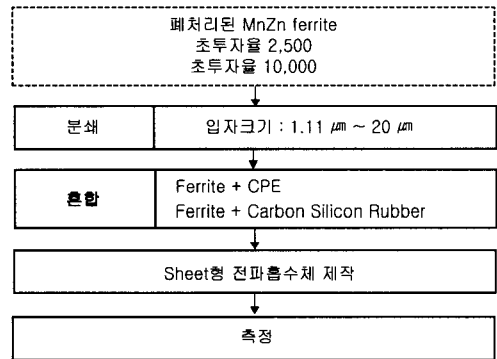 폐처리된 MnZn ferrite
초투자율 2,500
초투자율 10,000
분쇄
입자크기 : 1.11 ㎛ ~ 20 ㎛
혼합
Ferrite + CPE
Ferrite + Carbon Silicon Rubber
Sheet형 전파흡수체 제작
측정